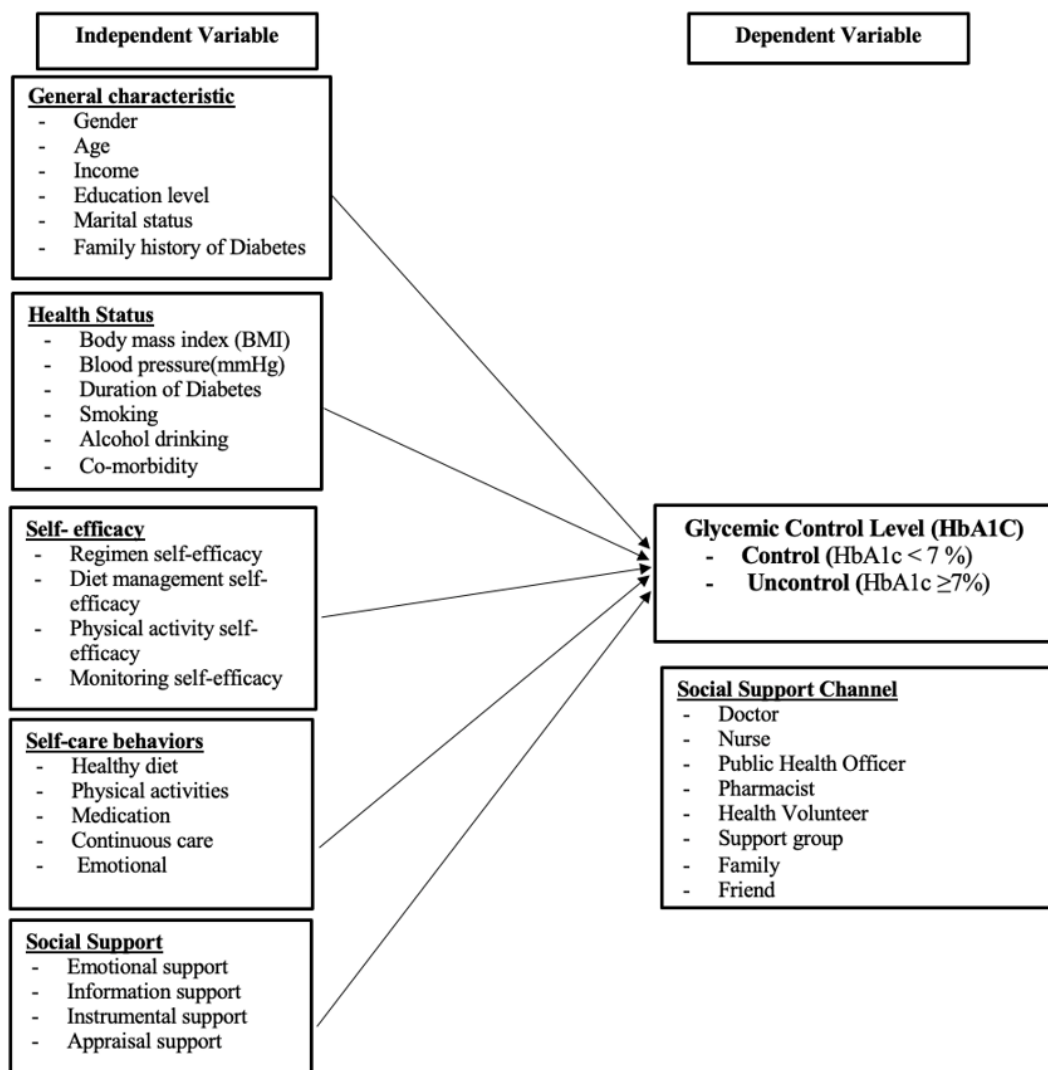 Independent Variable
Dependent Variable
General characteristic
- Gender
- Age
- Income
- Education level
- Marital status
- Family history of Diabetes
Health Status
- Body mass index (BMI)
- Blood pressure(mmHg)
- Duration of Diabetes
- Smoking
- Alcohol drinking
- Co-morbidity
Self- efficacy
- Regimen self-efficacy
- Diet management self-
efficacy
- Physical activity self-
efficacy
- Monitoring self-efficacy
Self-care behaviors
- Healthy diet
- Physical activities
- Medication
- Continuous care
- Emotional
Social Support
- Emotional support
- Information support
- Instrumental support
- Appraisal support
Glycemic Control Level (HbA1C)
- Control (HbA1c < 7 %)
- Uncontrol (HbA1c ≥7%)
Social Support Channel
- Doctor
- Nurse
- Public Health Officer
- Pharmacist
- Health Volunteer
- Support group
- Family
- Friend